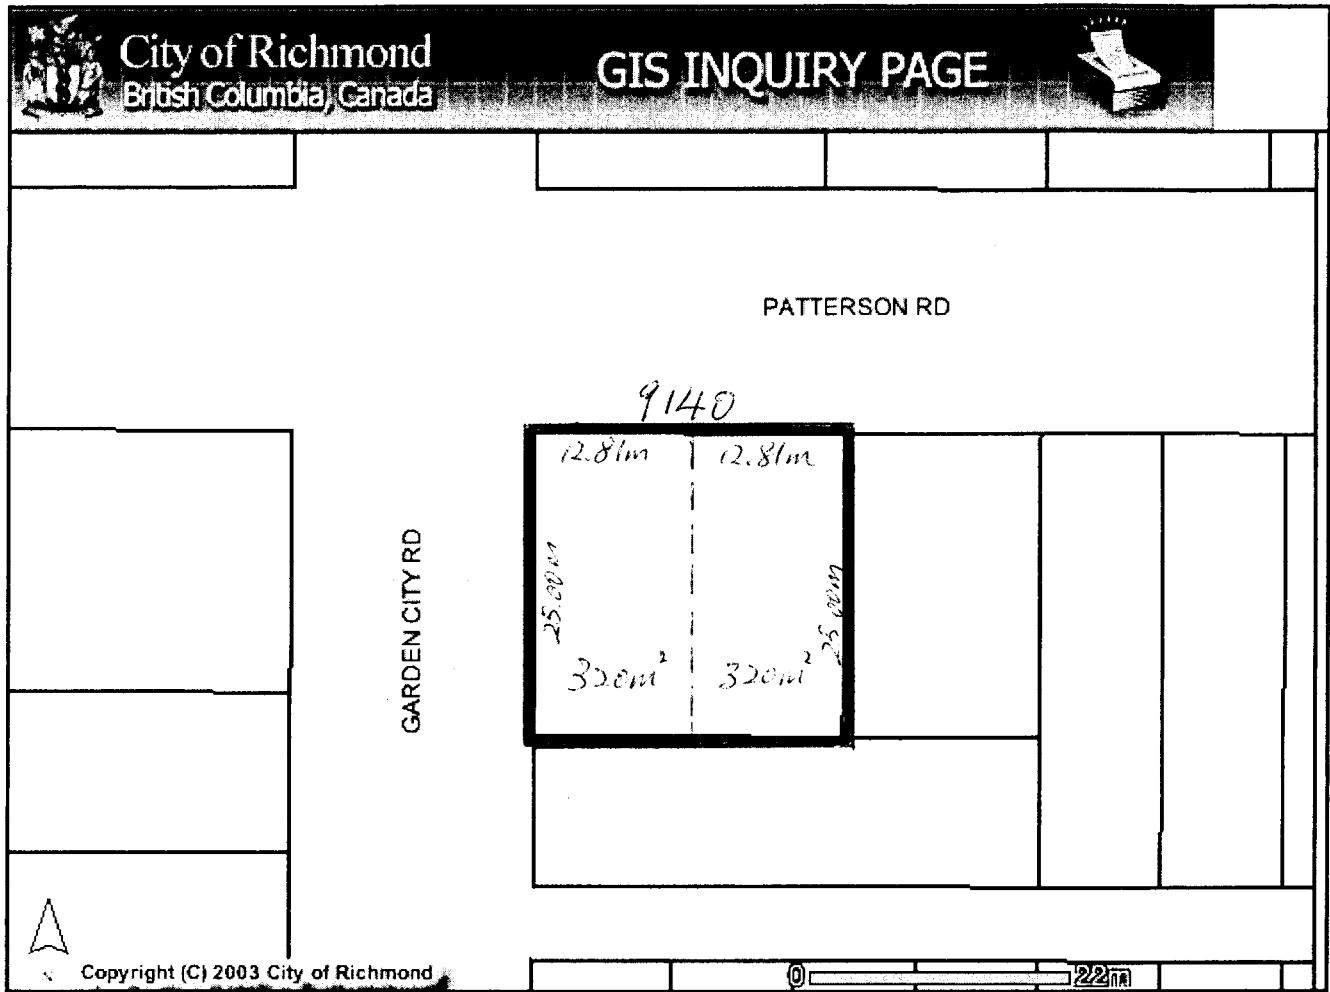 City of Richmond
British Columbia, Canada
GIS INQUIRY PAGE
PATTERSON RD
9140
12.81m 12.81m
GARDEN CITY RD
25.00m
25.00m
320m²
320m²
Copyright (C) 2003 City of Richmond
0 22m